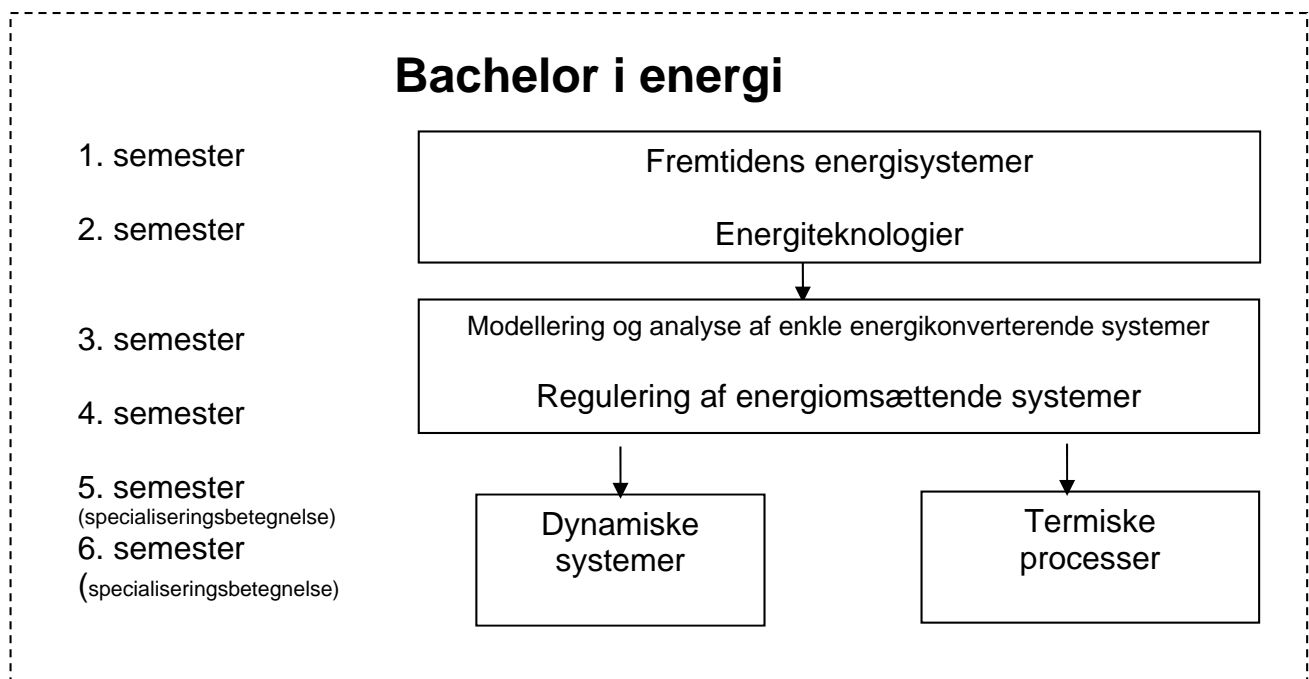 Bachelor i energi
1. semester
Fremtidens energisystemer
2. semester
Energiteknologier
3. semester
Modellering og analyse af enkle energikonverterende systemer
4. semester
Regulering af energiomsættende systemer
5. semester
(specialiseringsbetegnelse)
6. semester
(specialiseringsbetegnelse)
Dynamiske
systemer
Termiske
processer